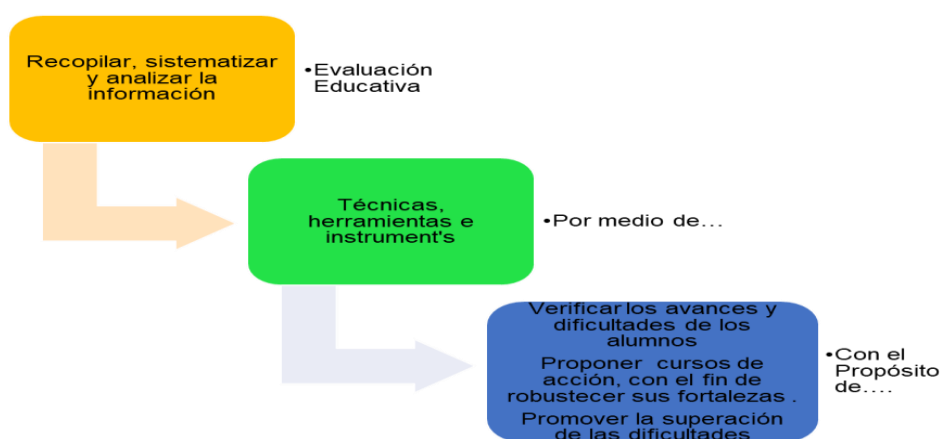 Recopilar, sistematizar
y analizar la
información
•Evaluación
Educativa
Técnicas,
herramientas e
instrument's
•Por medio de…
Verificar los avances y
dificultades de los
alumnos
Proponer cursos de
acción, con el fin de
robustecer sus fortalezas .
Promover la superación
de las dificultades
•Con el
Propósito
de….